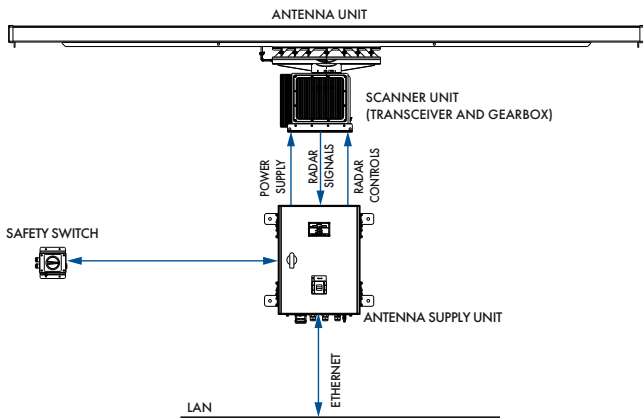 ANTENNA UNIT
SCANNER UNIT
(TRANSCEIVER AND GEARBOX)
POWER
SUPPLY
RADAR
SIGNALS
RADAR
CONTROLS
SAFETY SWITCH
ANTENNA SUPPLY UNIT
ETHERNET
LAN